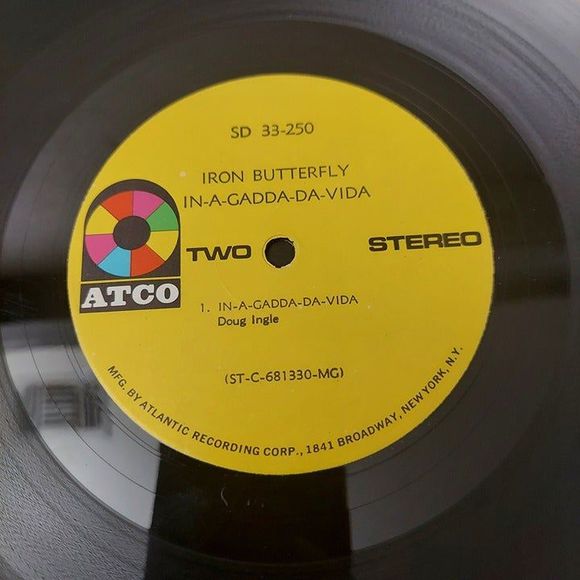 SD 33-250
IRON BUTTERFLY
IN-A-GADDA-DA-VIDA
ATCO
TWO
STEREO
1. IN-A-GADDA-DA-VIDA
Doug Ingle
(ST-C-681330-MG)
MFG. BY ATLANTIC RECORDING CORP., 1841 BROADWAY, NEW YORK, N.Y.